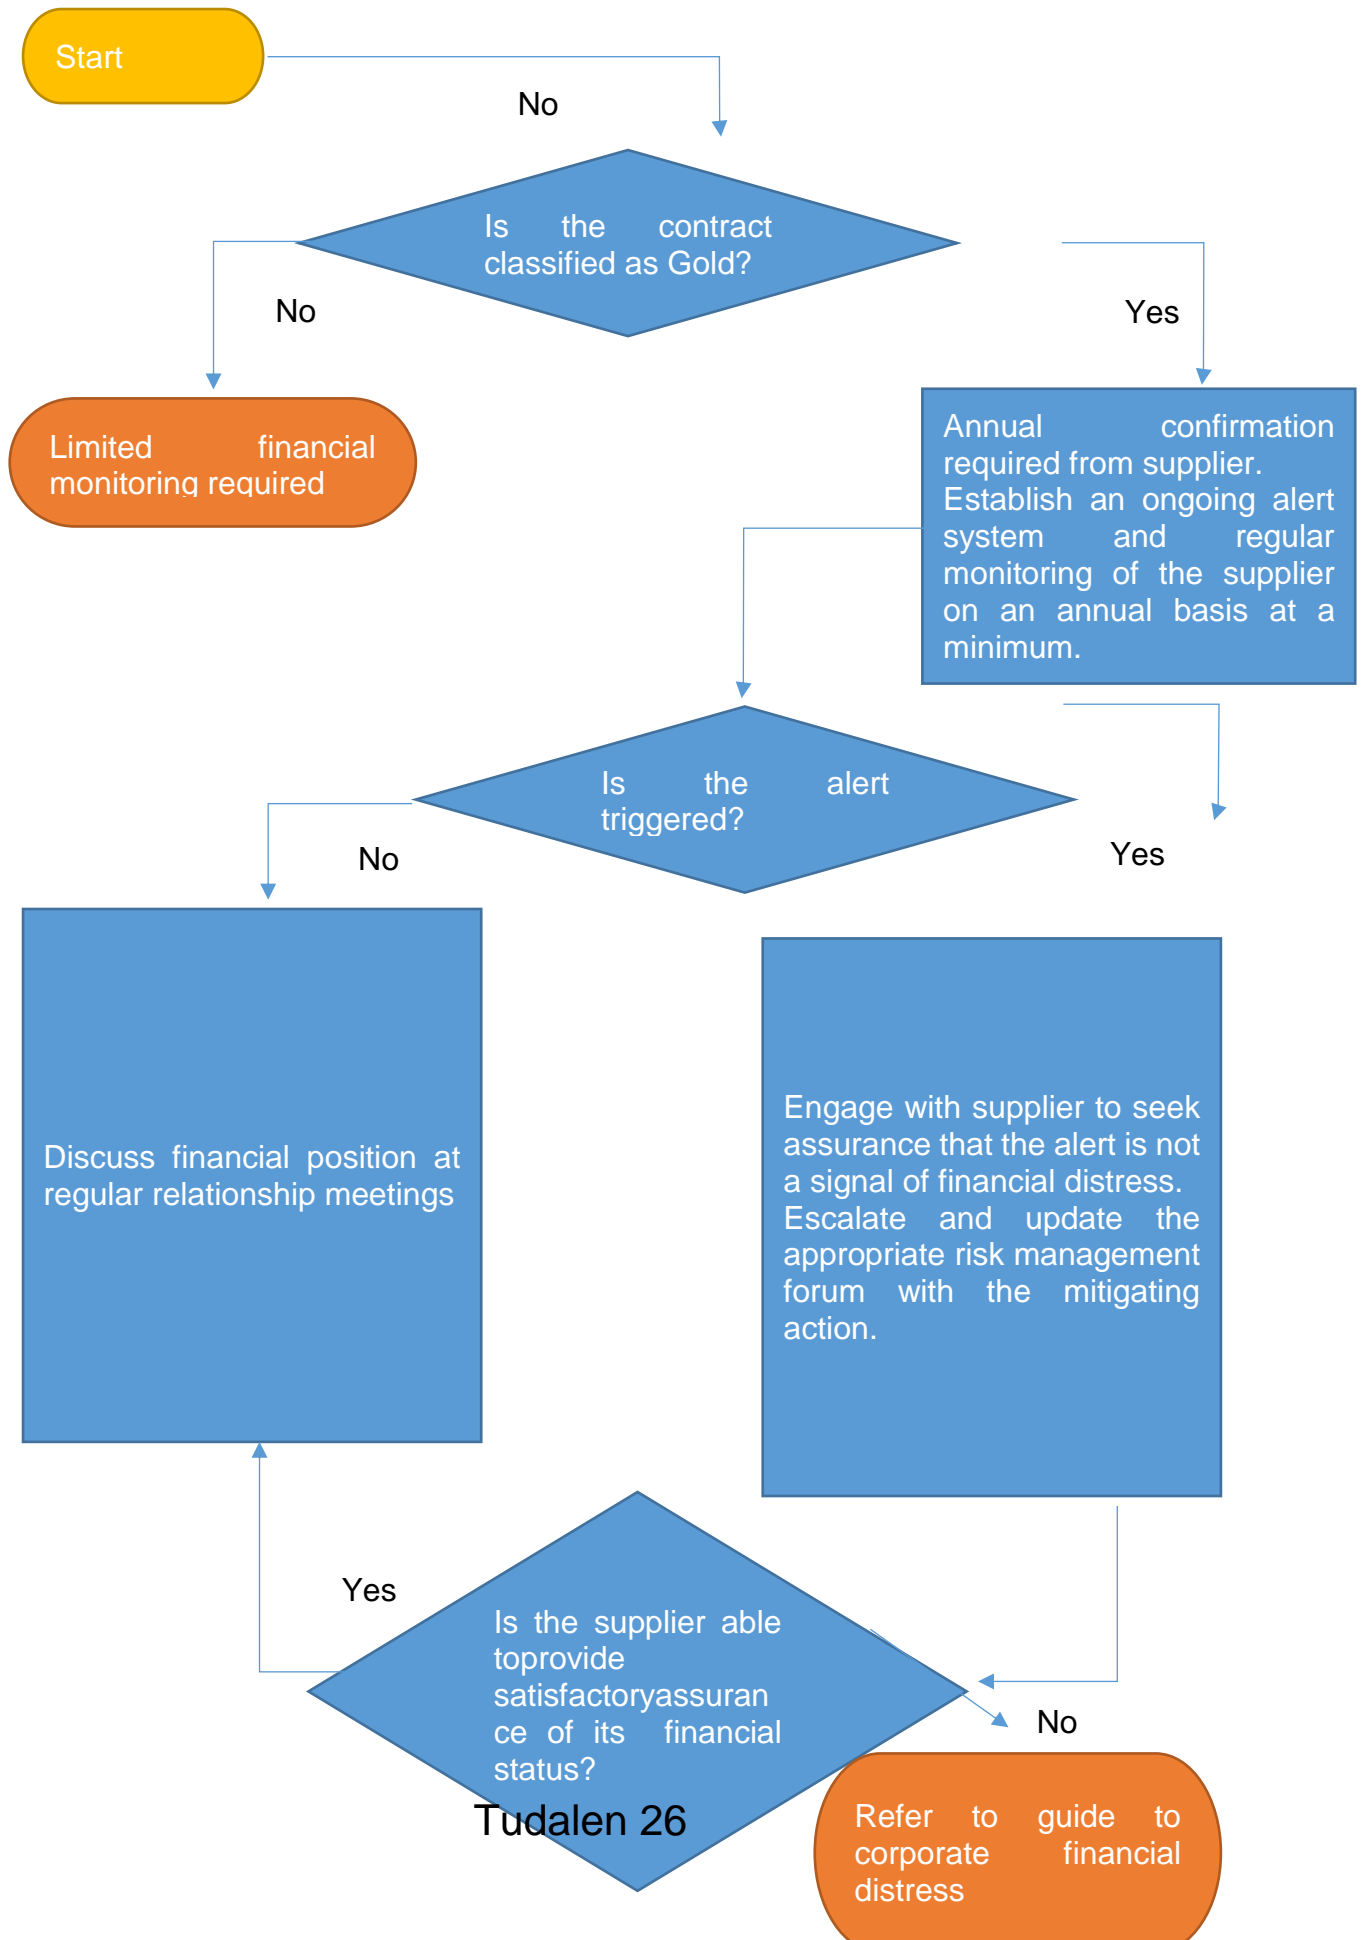 Start
No
Is the contract
classified as Gold?
No
Yes
Limited financial
monitoring required
Annual confirmation
required from supplier.
Establish an ongoing alert
system and regular
monitoring of the supplier
on an annual basis at a
minimum.
Is the alert
triggered?
No
Yes
Discuss financial position at
regular relationship meetings
Engage with supplier to seek
assurance that the alert is not
a signal of financial distress.
Escalate and update the
appropriate risk management
forum with the mitigating
action.
Yes
Is the supplier able
toprovide
satisfactoryassuran
ce of its financial
status?
No
Tudalen 26
Refer to guide to
corporate financial
distress